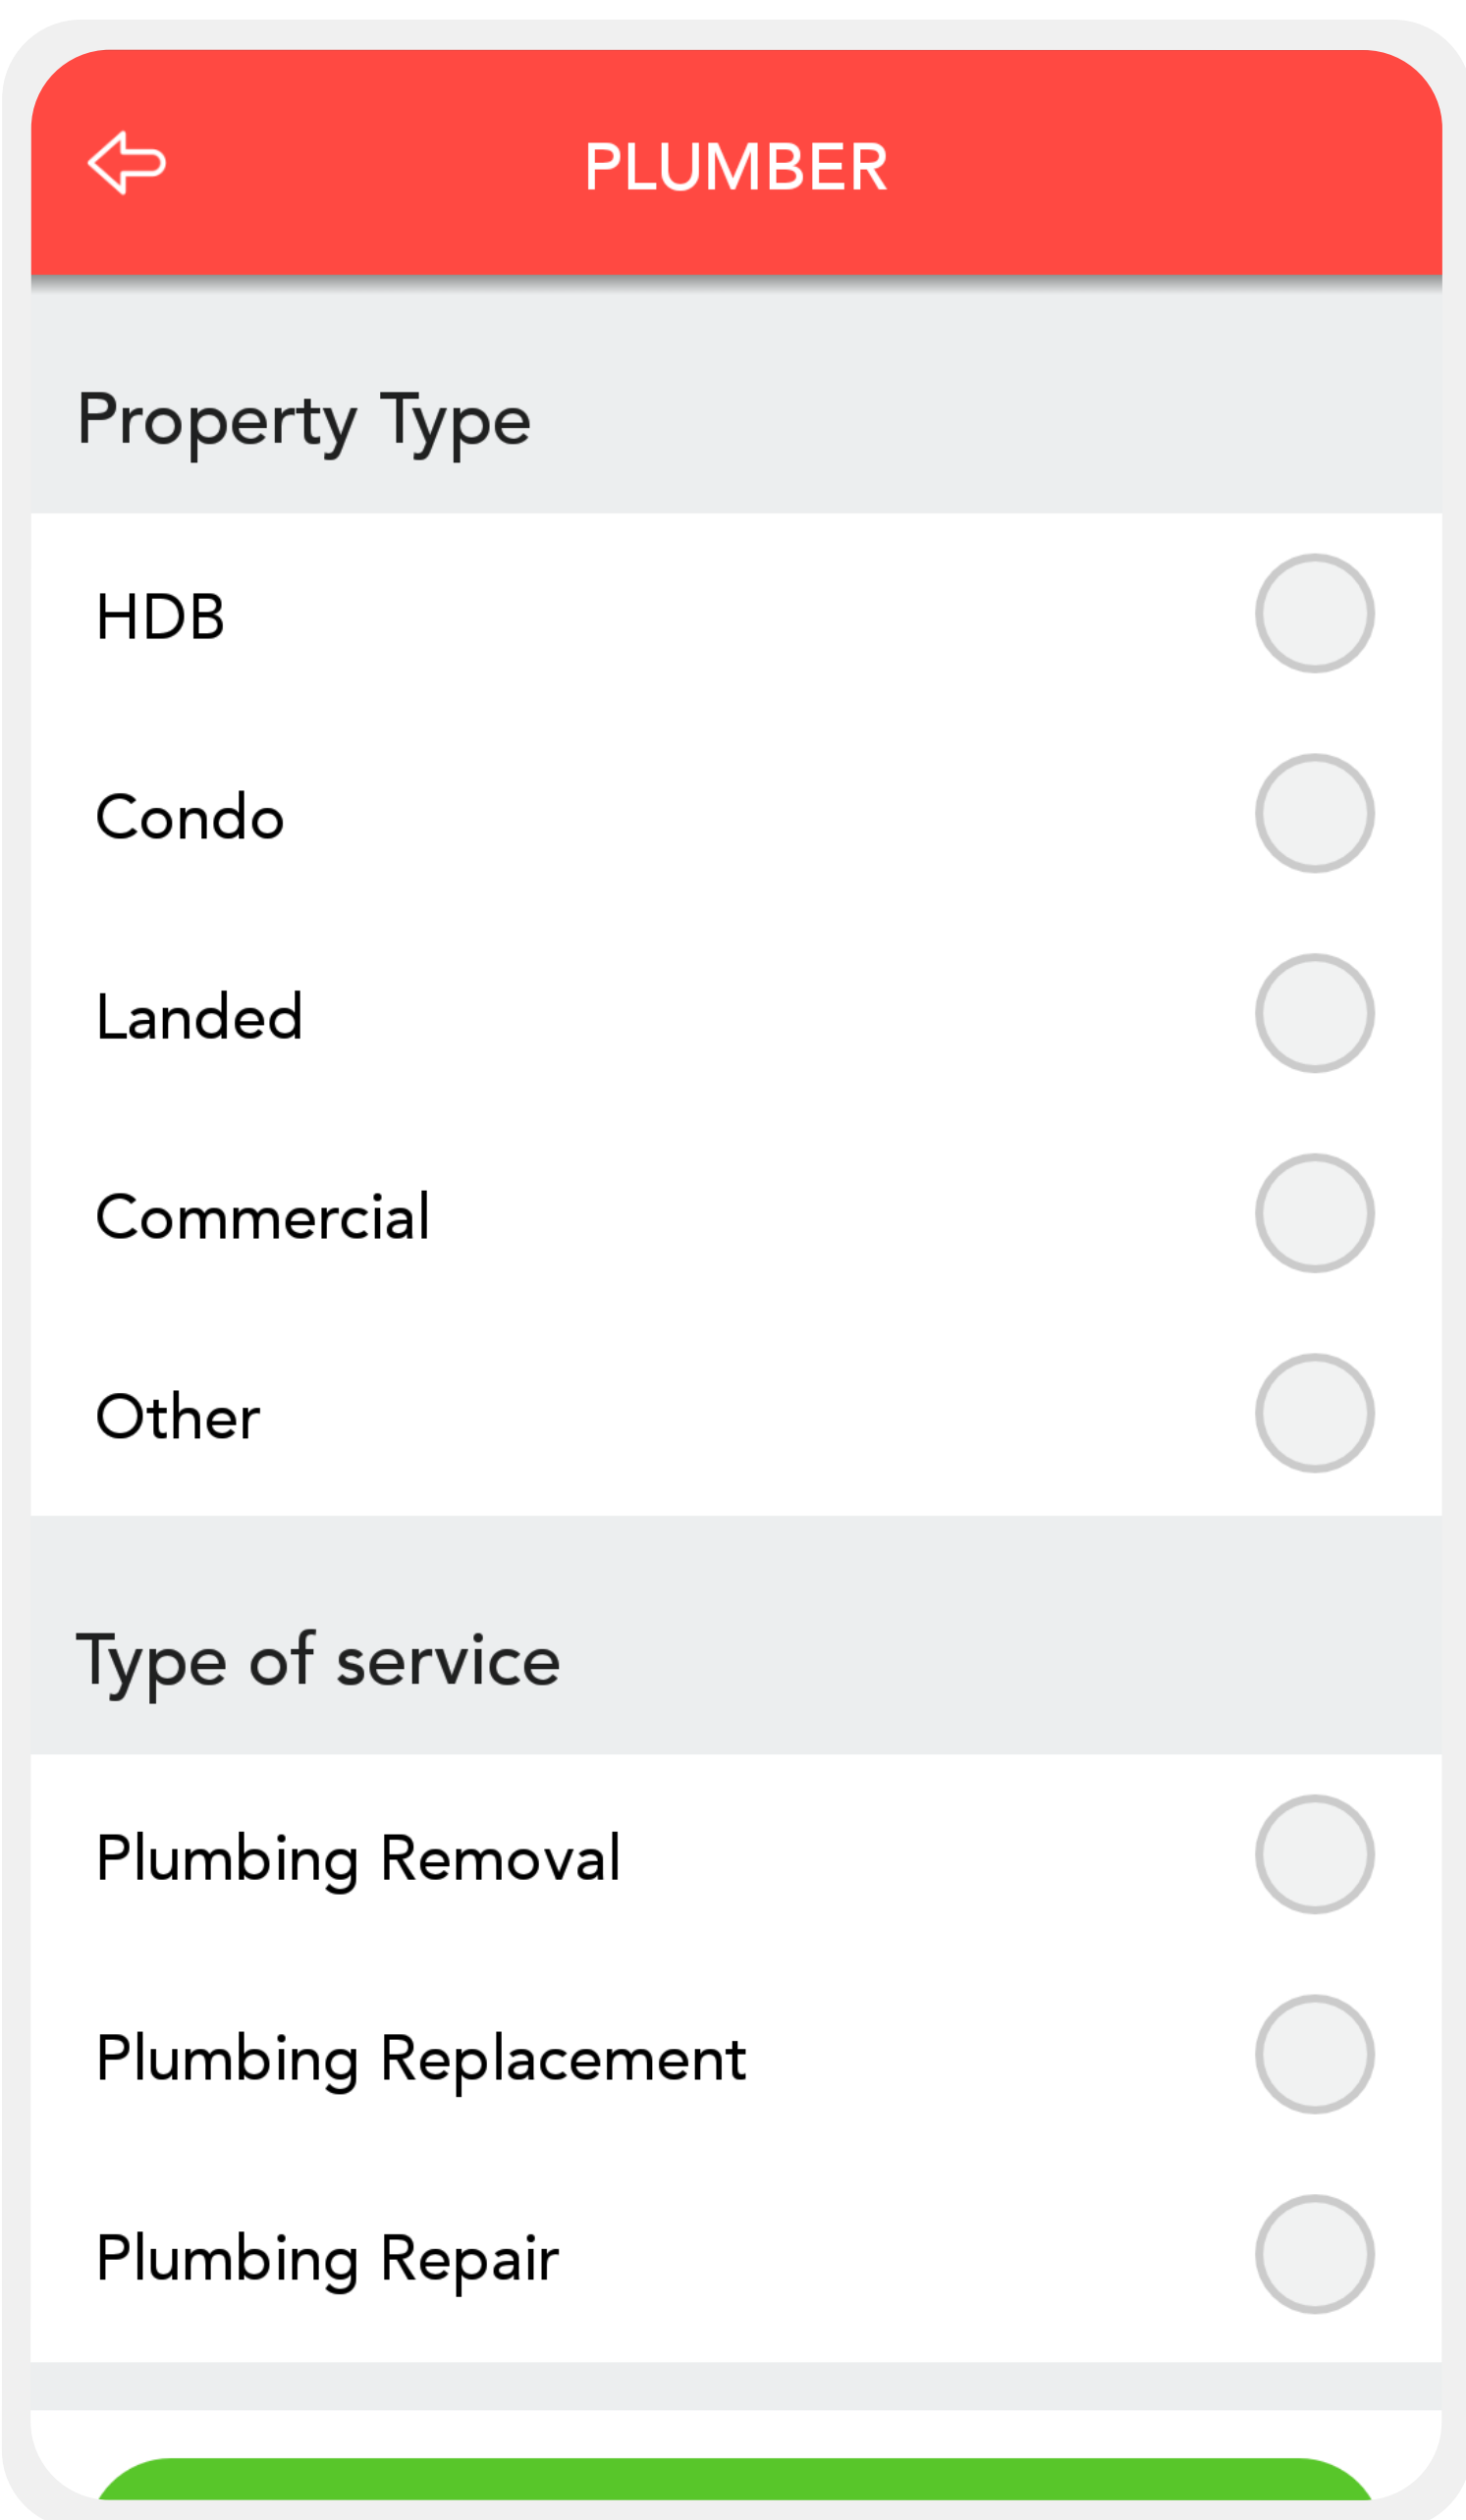 PLUMBER
Property Type
HDB
Condo
Landed
Commercial
Other
Type of service
Plumbing Removal
Plumbing Replacement
Plumbing Repair